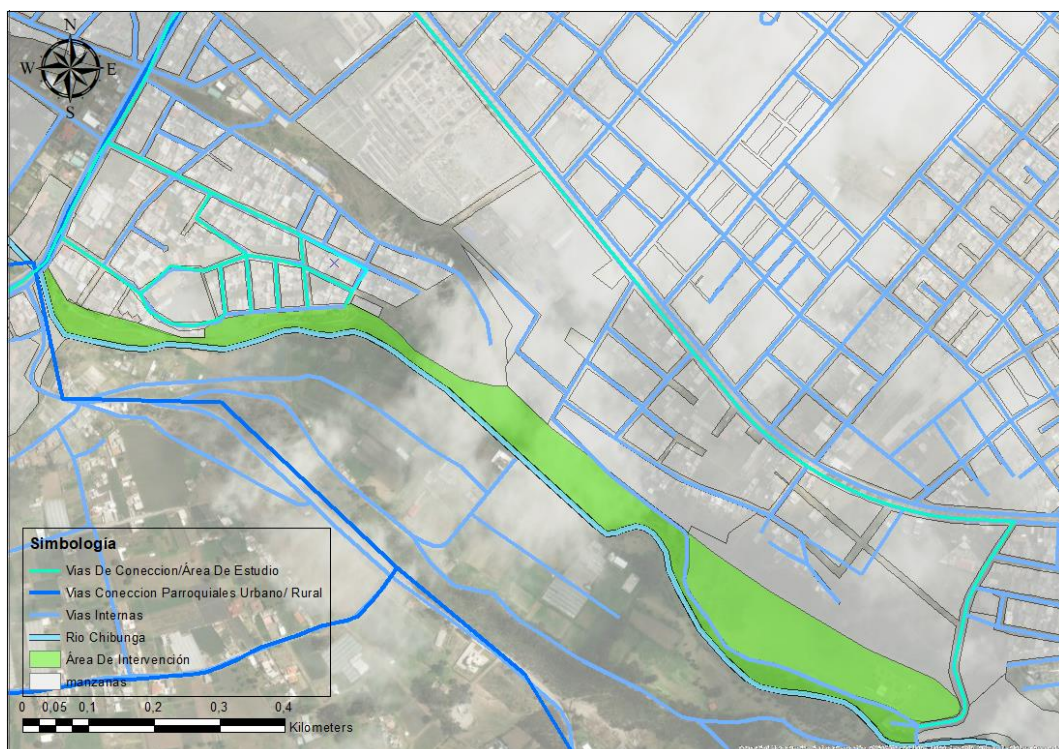 N
W E
S
Simbología
Vias De Coneccion/Área De Estudio
Vias Coneccion Parroquiales Urbano/ Rural
Vias Internas
Rio Chibunga
Área De Intervención
manzanas
0 0,05 0,1 0,2 0,3 0,4
Kilometers